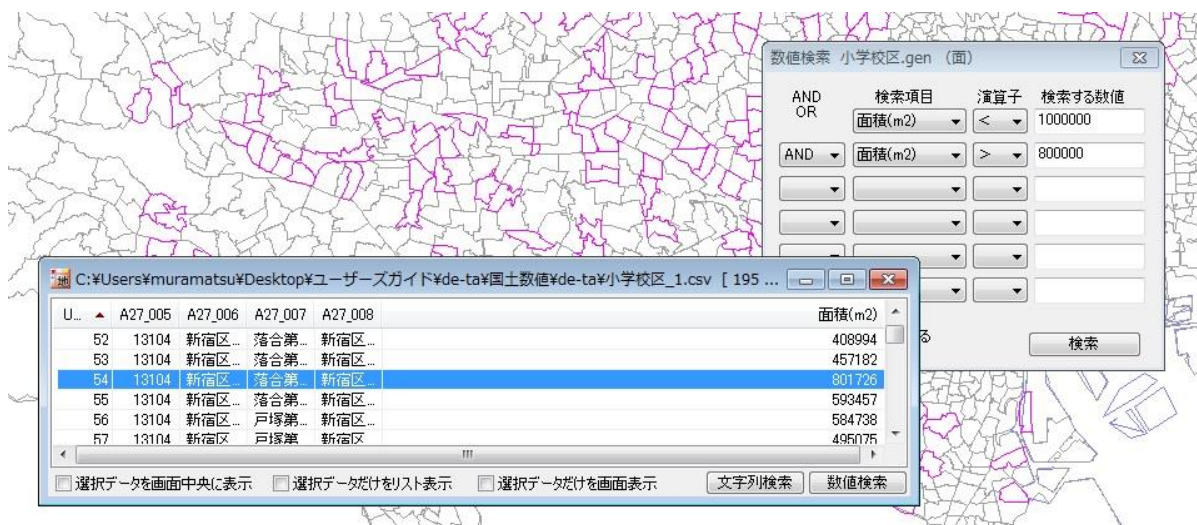 数値検索 小学校区.gen (面)
AND
OR
検索項目 演算子 検索する数値
面積(m2) < 1000000
AND 面積(m2) > 800000
検索
地 C:¥Users¥muramatsu¥Desktop¥ユーザーズガイド¥de-ta¥国土数値¥de-ta¥小学校区_1.csv [ 195 ...
U... A27_005 A27_006 A27_007 A27_008 面積(m2)
52 13104 新宿区... 落合第... 新宿区... 408994
53 13104 新宿区... 落合第... 新宿区... 457182
54 13104 新宿区... 落合第... 新宿区... 801726
55 13104 新宿区... 落合第... 新宿区... 593457
56 13104 新宿区... 戸塚第... 新宿区... 584738
57 13104 新宿区 戸塚第 新宿区 495075
選択データを画面中央に表示 選択データだけをリスト表示 選択データだけを画面表示 文字列検索 数値検索